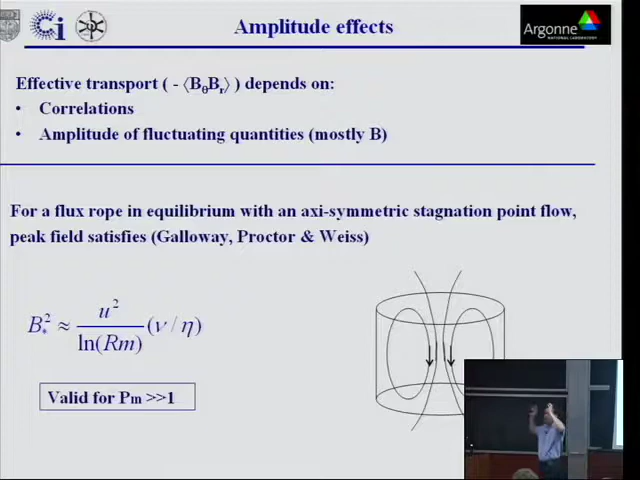 Amplitude effects
Argonne
NATIONAL LABORATORY
Effective transport ( - ⟨BθBr⟩ ) depends on:
• Correlations
• Amplitude of fluctuating quantities (mostly B)
For a flux rope in equilibrium with an axi-symmetric stagnation point flow,
peak field satisfies (Galloway, Proctor & Weiss)
B*² ≈ u² / ln(Rm) (ν / η)
Valid for Pm >>1